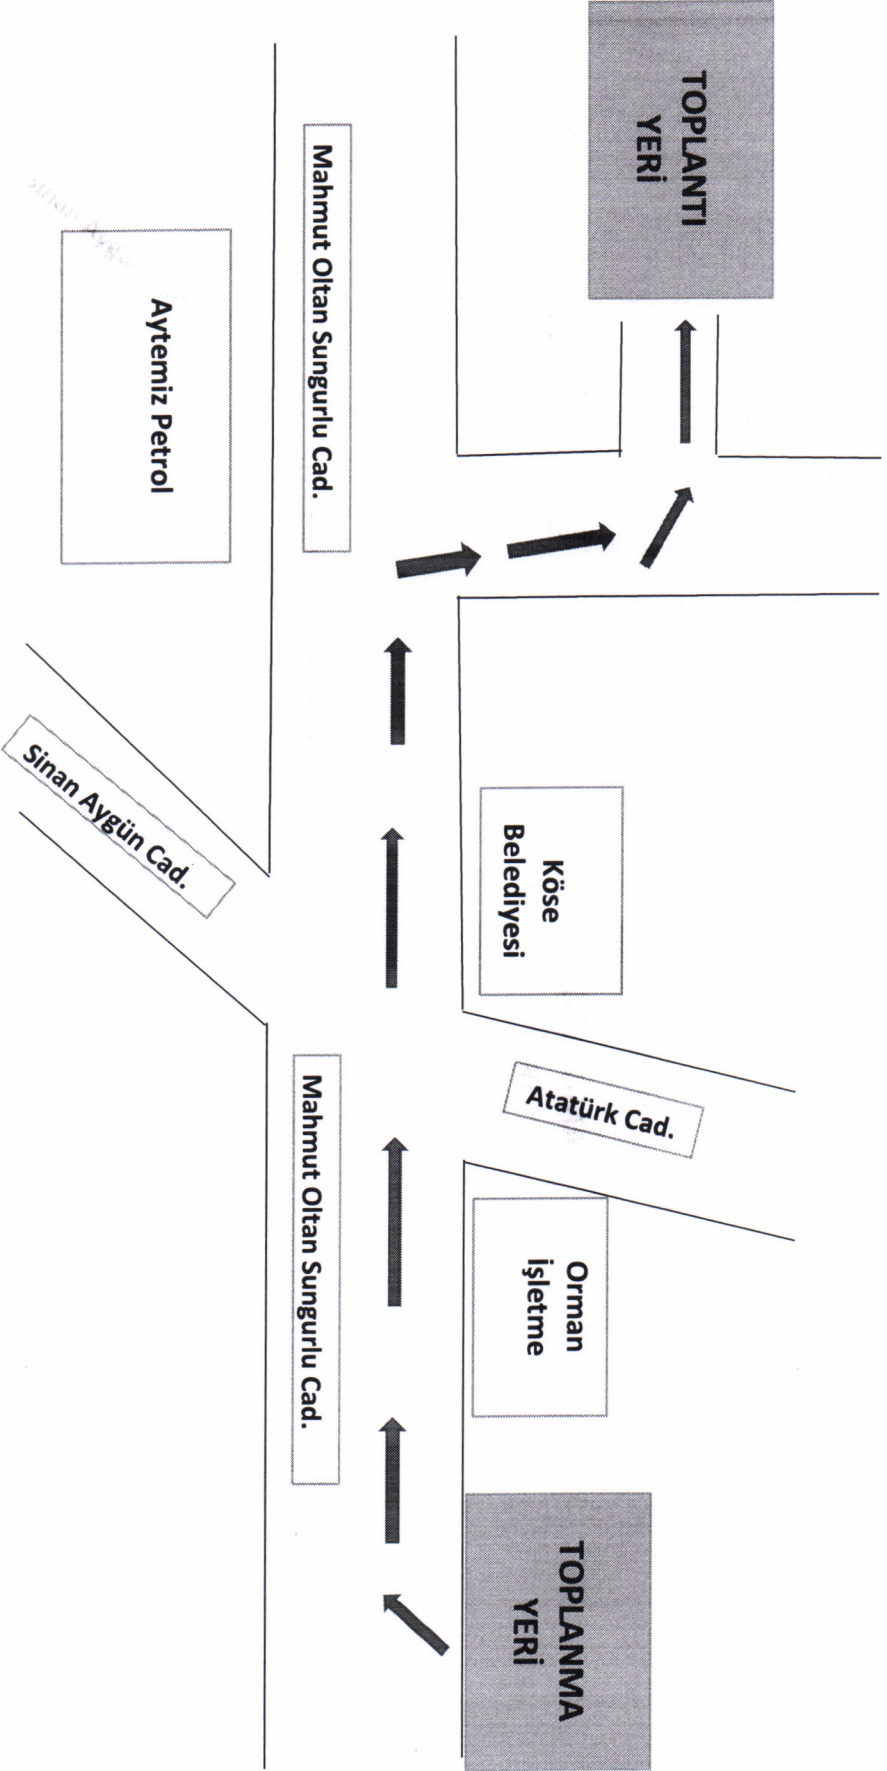 TOPLANTI
YERİ
Köse
Belediyesi
Atatürk Cad.
Orman
İşletme
TOPLANMA
YERİ
Mahmut Oltan Sungurlu Cad.
Mahmut Oltan Sungurlu Cad.
Aytemiz Petrol
Sinan Aygün Cad.